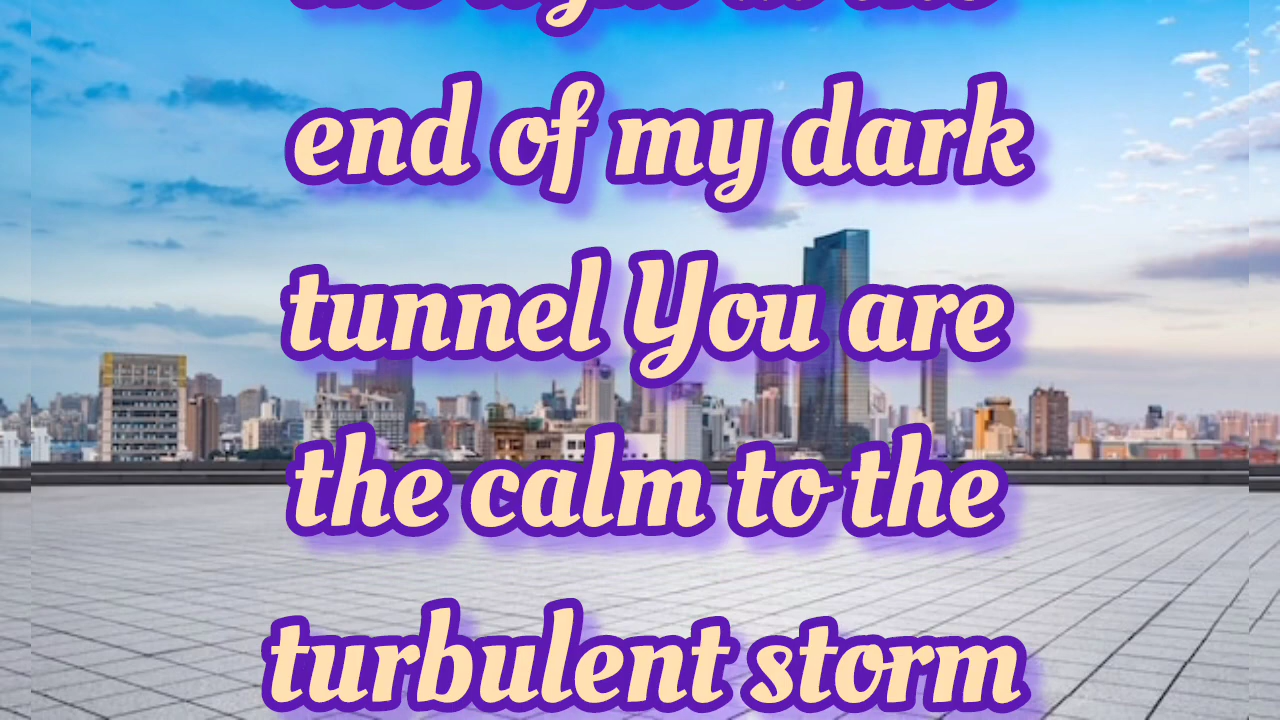 end of my dark
tunnel You are
the calm to the
turbulent storm